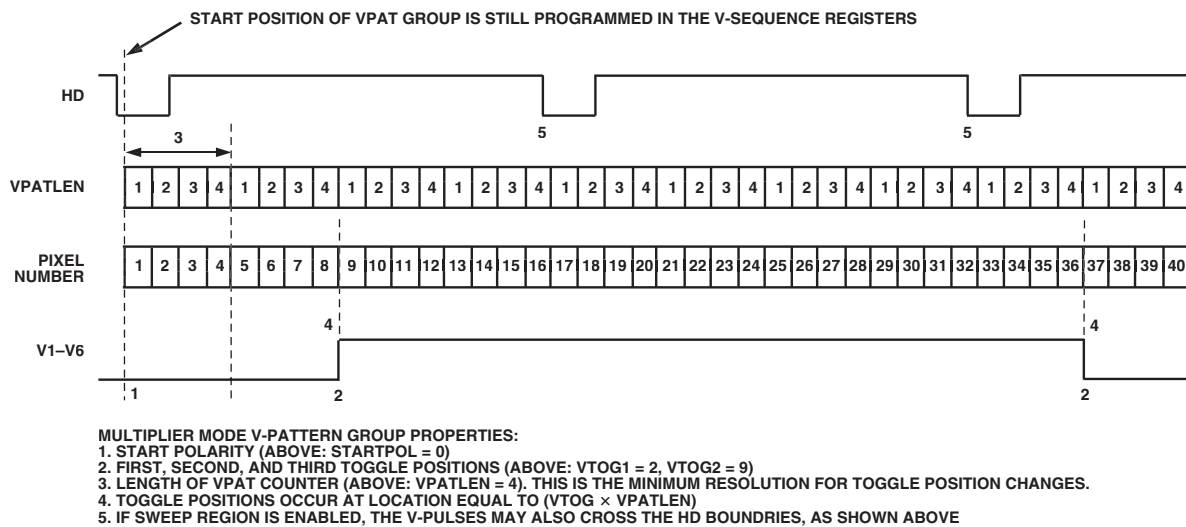 START POSITION OF VPAT GROUP IS STILL PROGRAMMED IN THE V-SEQUENCE REGISTERS
HD
5
5
3
VPATLEN
1 2 3 4 1 2 3 4 1 2 3 4 1 2 3 4 1 2 3 4 1 2 3 4 1 2 3 4 1 2 3 4 1 2 3 4 1 2 3 4
PIXEL
NUMBER
1 2 3 4 5 6 7 8 9 10 11 12 13 14 15 16 17 18 19 20 21 22 23 24 25 26 27 28 29 30 31 32 33 34 35 36 37 38 39 40
4
4
V1–V6
1
2
2
MULTIPLIER MODE V-PATTERN GROUP PROPERTIES:
1. START POLARITY (ABOVE: STARTPOL = 0)
2. FIRST, SECOND, AND THIRD TOGGLE POSITIONS (ABOVE: VTOG1 = 2, VTOG2 = 9)
3. LENGTH OF VPAT COUNTER (ABOVE: VPATLEN = 4). THIS IS THE MINIMUM RESOLUTION FOR TOGGLE POSITION CHANGES.
4. TOGGLE POSITIONS OCCUR AT LOCATION EQUAL TO (VTOG × VPATLEN)
5. IF SWEEP REGION IS ENABLED, THE V-PULSES MAY ALSO CROSS THE HD BOUNDRIES, AS SHOWN ABOVE